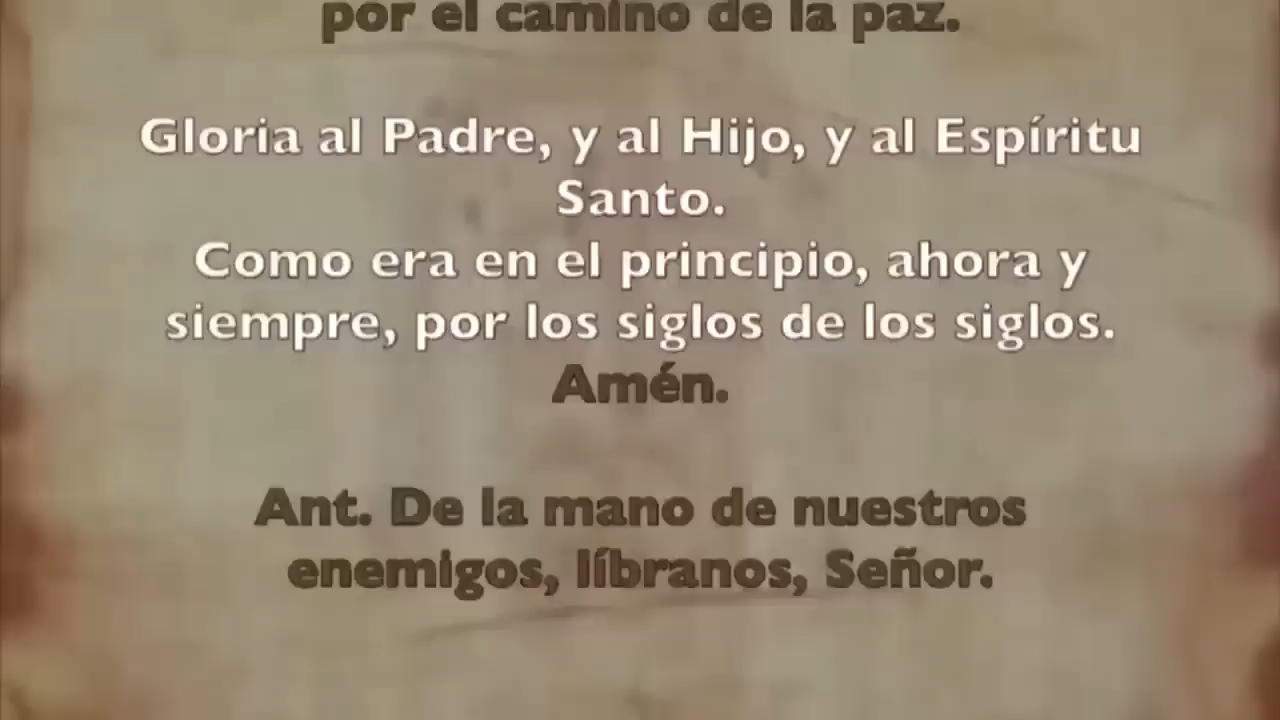 por el camino de la paz.
Gloria al Padre, y al Hijo, y al Espíritu
Santo.
Como era en el principio, ahora y
siempre, por los siglos de los siglos.
Amén.
Ant. De la mano de nuestros
enemigos, líbranos, Señor.